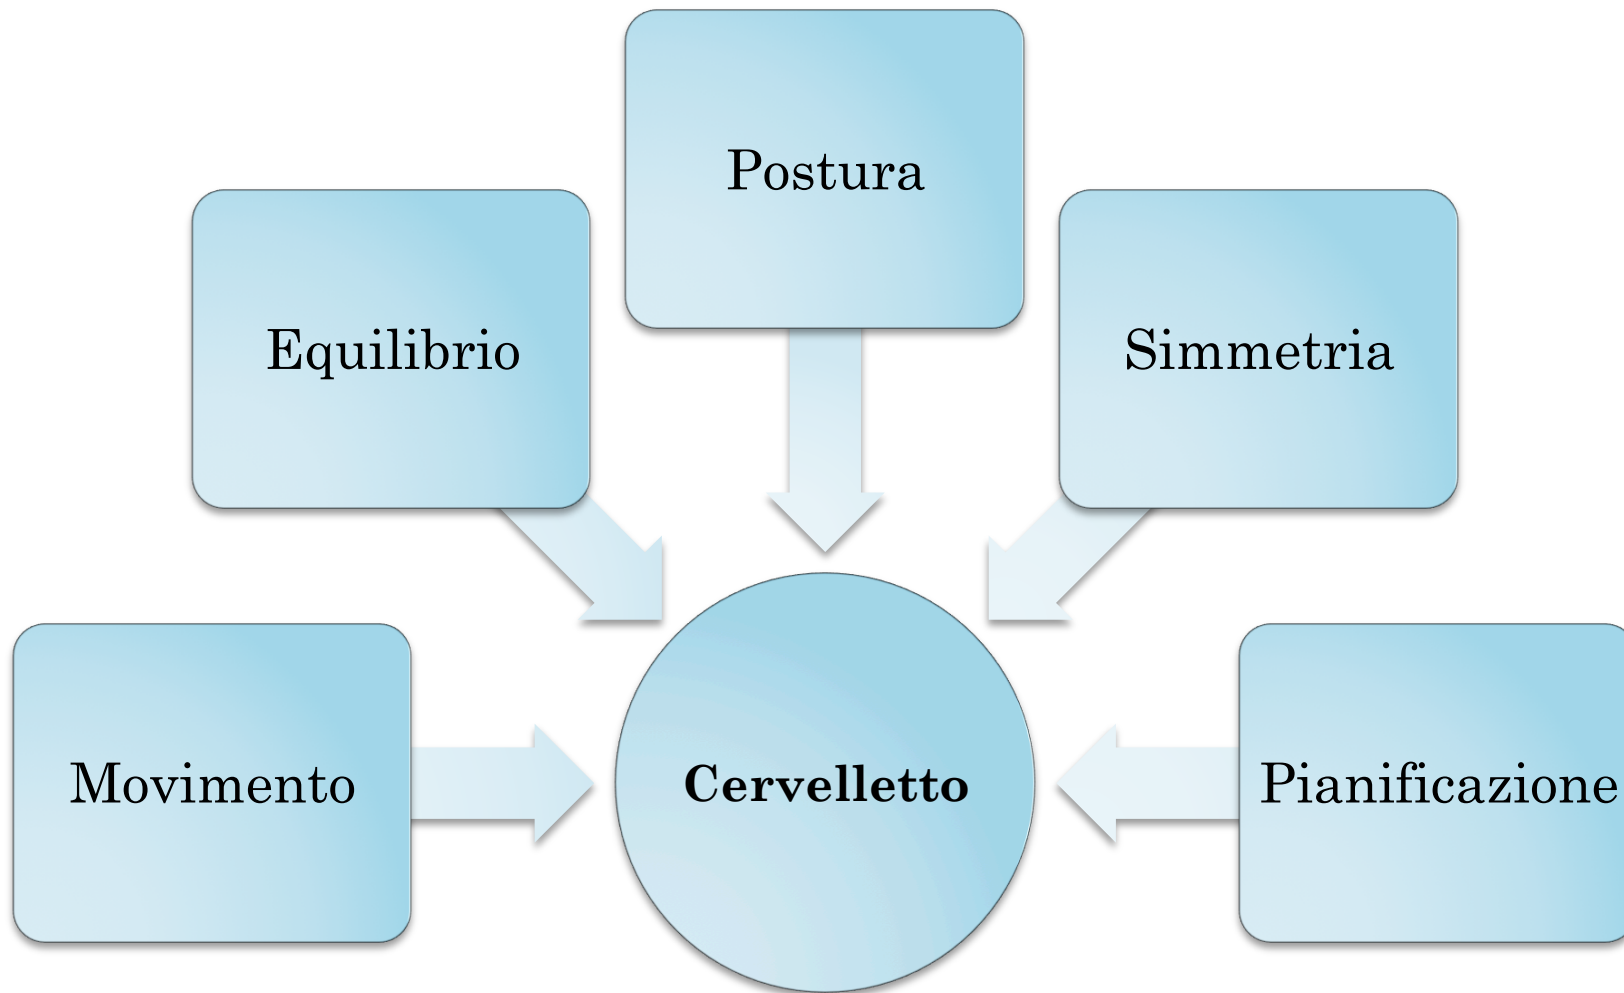 Postura
Equilibrio
Simmetria
Movimento
Cervelletto
Pianificazione